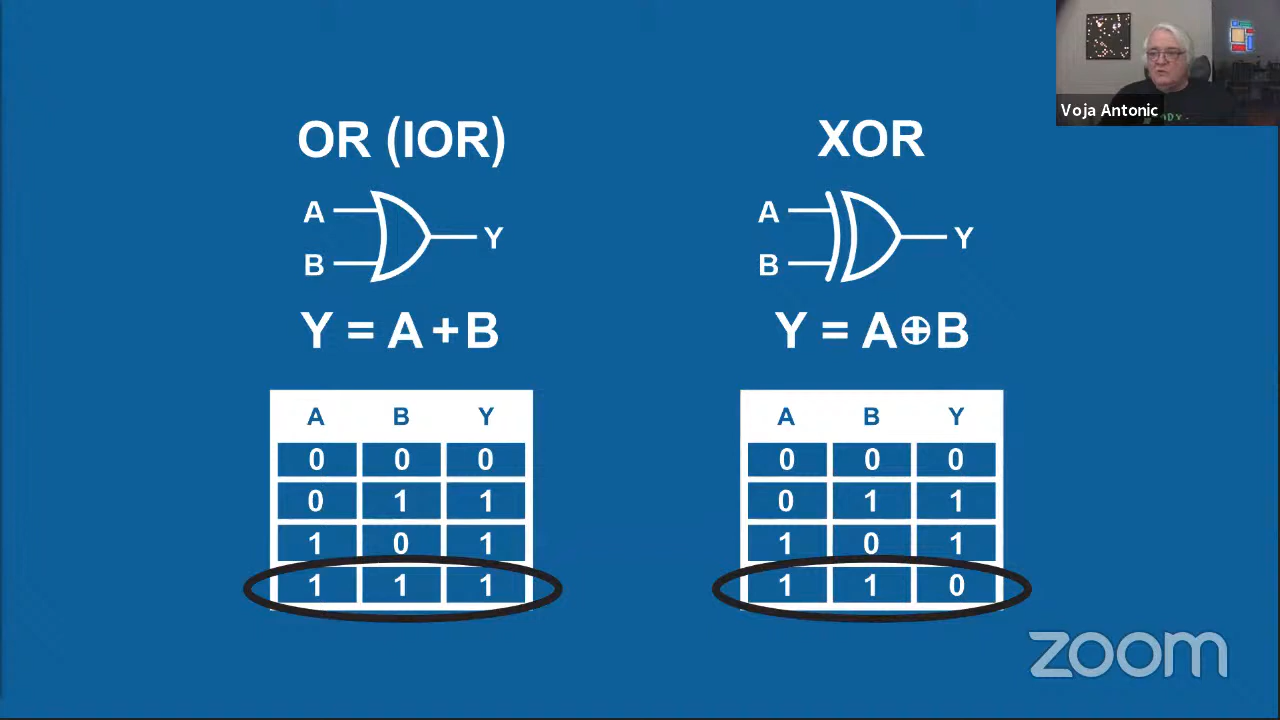 Voja Antonic
OR (IOR)
A
B
Y
Y = A + B
A B Y
0 0 0
0 1 1
1 0 1
1 1 1
XOR
A
B
Y
Y = A⊕B
A B Y
0 0 0
0 1 1
1 0 1
1 1 0
zoom